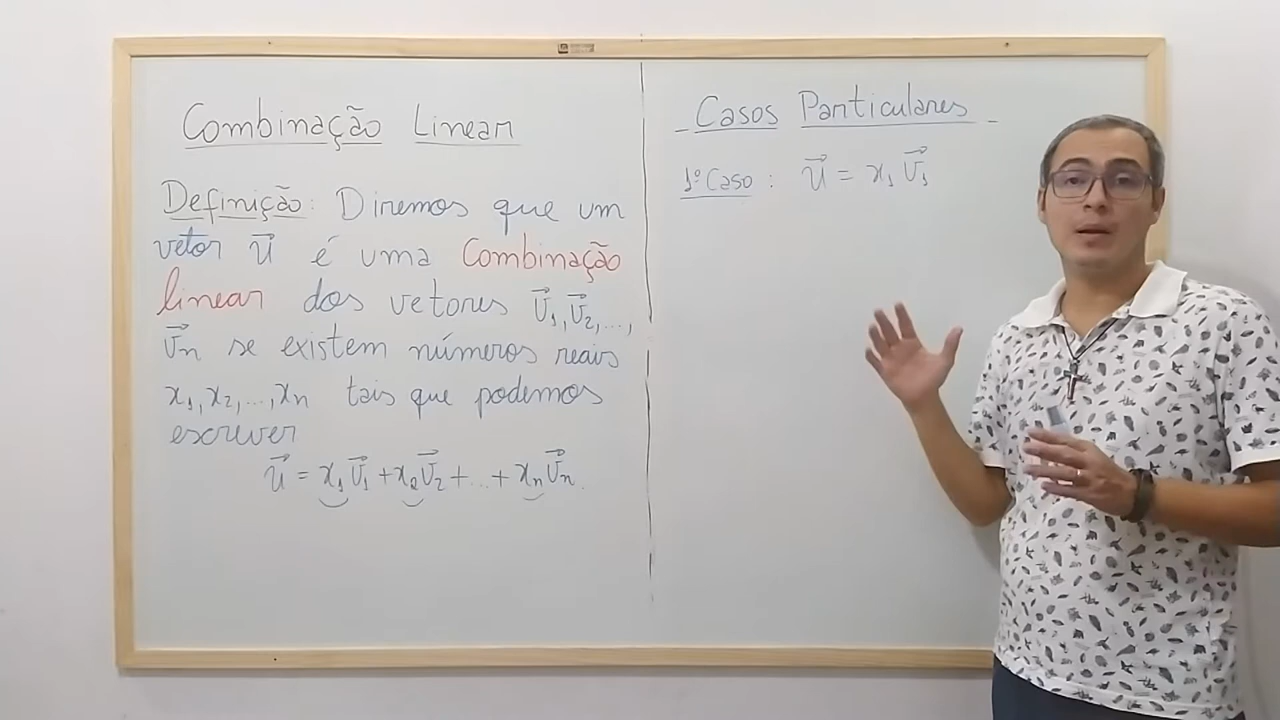 Combinação Linear
Definição: Diremos que um
vetor u⃗ é uma Combinação
linear dos vetores v⃗₁, v⃗₂, ...,
v⃗n se existem números reais
x₁, x₂, ..., xn tais que podemos
escrever
u⃗ = x₁v⃗₁ + x₂v⃗₂ + ... + xnv⃗n.
- Casos Particulares -
1º Caso: u⃗ = x₁ v⃗₁